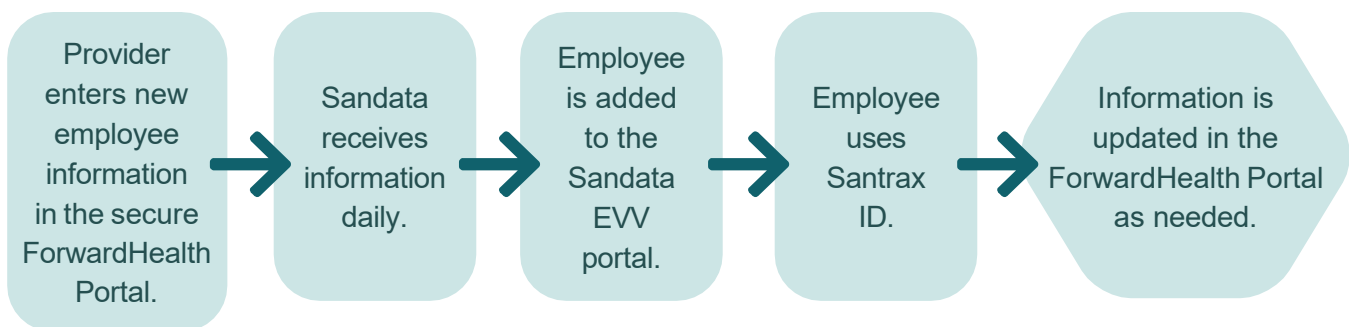 Provider
enters new
employee
information
in the secure
ForwardHealth
Portal.
Sandata
receives
information
daily.
Employee
is added
to the
Sandata
EVV
portal.
Employee
uses
Santrax
ID.
Information is
updated in the
ForwardHealth Portal
as needed.